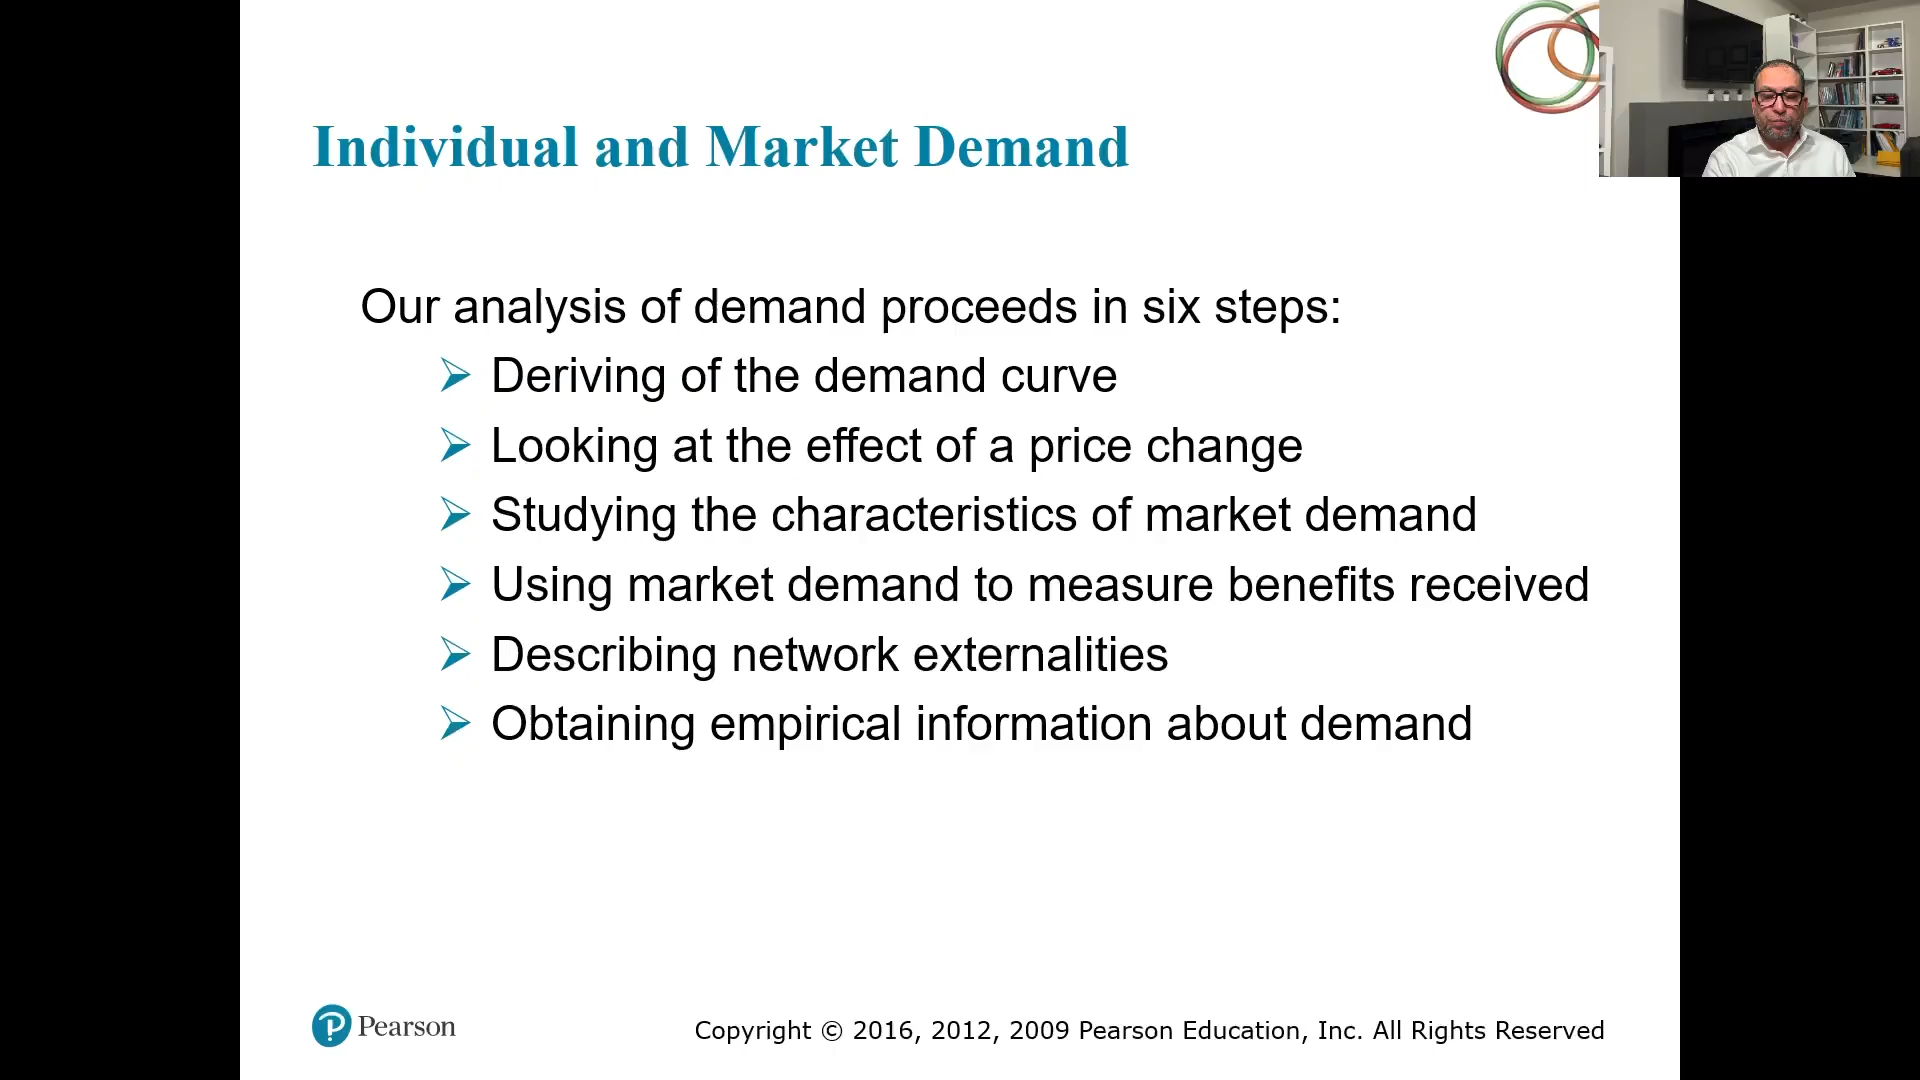 Individual and Market Demand
Our analysis of demand proceeds in six steps:
Deriving of the demand curve
Looking at the effect of a price change
Studying the characteristics of market demand
Using market demand to measure benefits received
Describing network externalities
Obtaining empirical information about demand
Pearson
Copyright © 2016, 2012, 2009 Pearson Education, Inc. All Rights Reserved